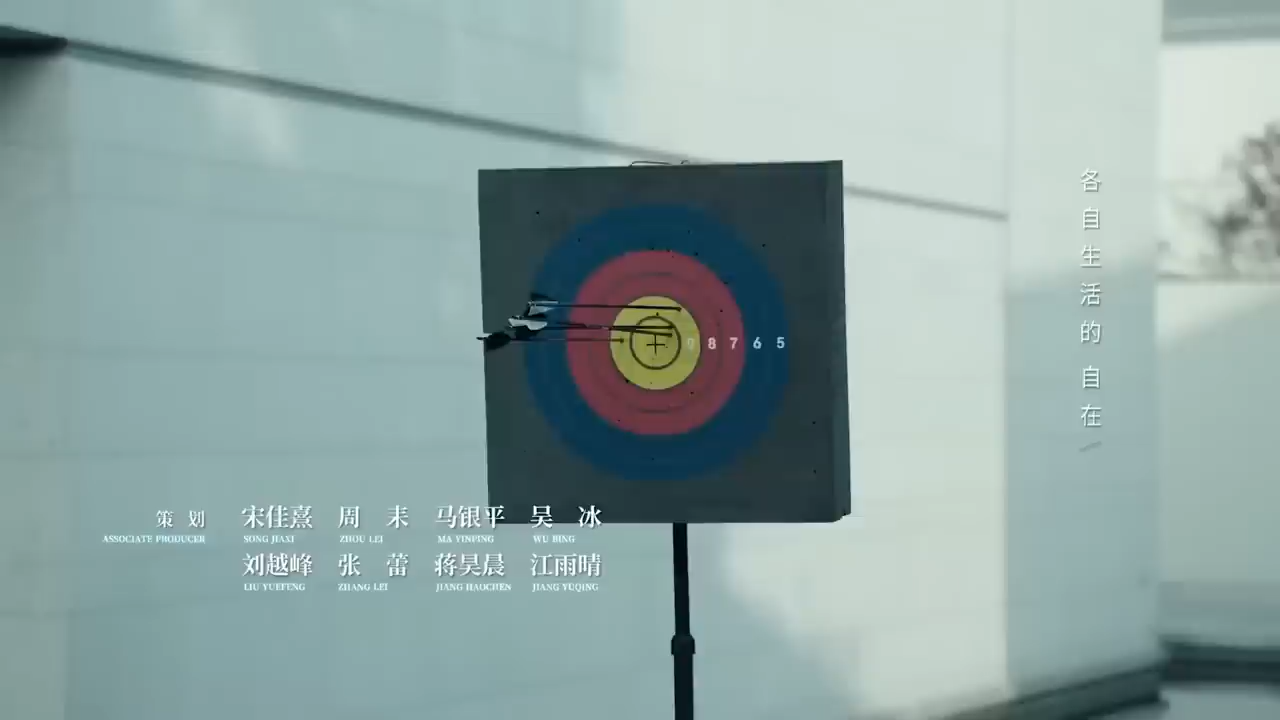 各自生活的 自在
9 8 7 6 5
策 划 宋佳熹 周 耒 马银平 吴 冰
ASSOCIATE PRODUCER SONG JIAXI ZHOU LEI MA YINPING WU BING
刘越峰 张 蕾 蒋昊晨 江雨晴
LIU YUEFENG ZHANG LEI JIANG HAOCHEN JIANG YUQING